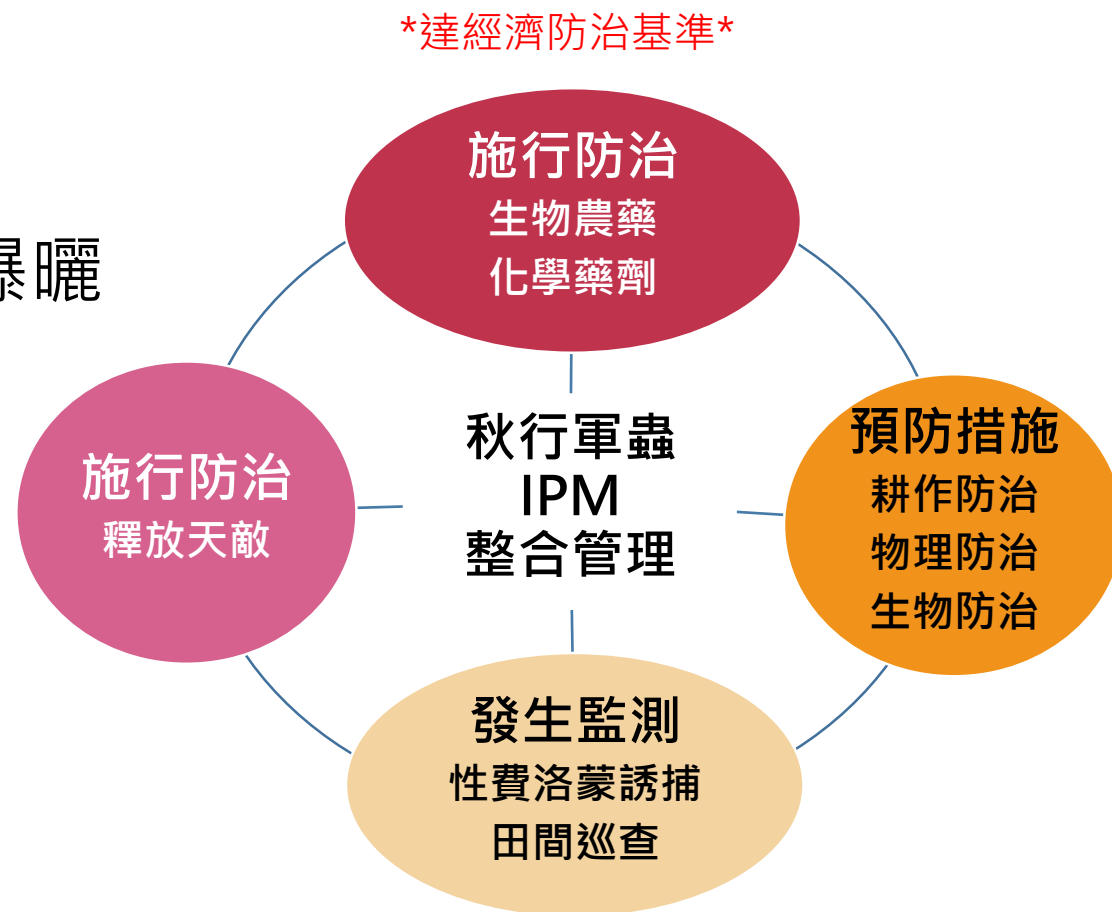 *達經濟防治基準*
施行防治
生物農藥
化學藥劑
曝曬
施行防治
釋放天敵
秋行軍蟲
IPM
整合管理
預防措施
耕作防治
物理防治
生物防治
發生監測
性費洛蒙誘捕
田間巡查